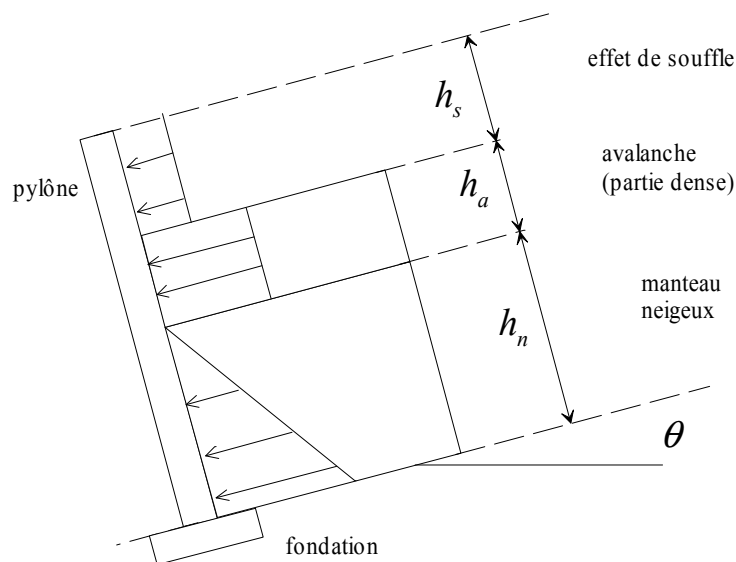 effet de souffle
h_s
avalanche
(partie dense)
pylône
h_a
manteau
neigeux
h_n
θ
fondation